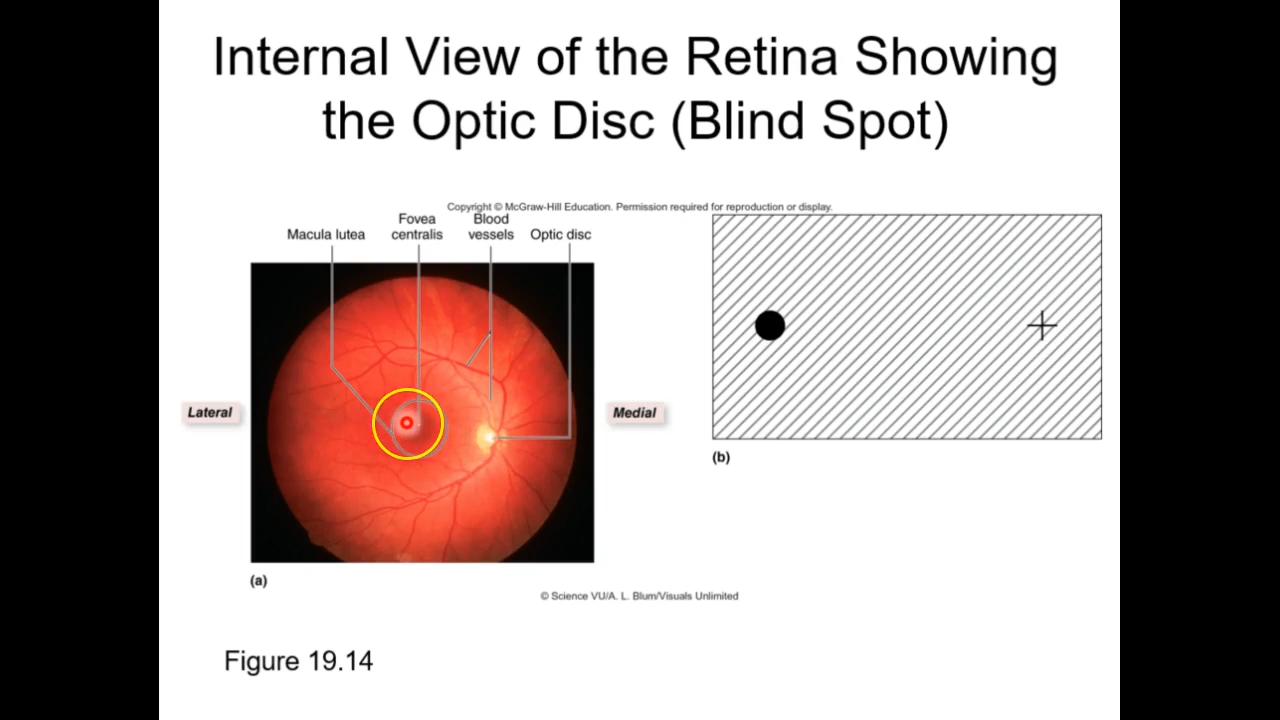 Internal View of the Retina Showing
the Optic Disc (Blind Spot)
Copyright © McGraw-Hill Education. Permission required for reproduction or display.
Macula lutea
Fovea
centralis
Blood
vessels
Optic disc
Lateral
Medial
(a)
(b)
© Science VU/A. L. Blum/Visuals Unlimited
Figure 19.14